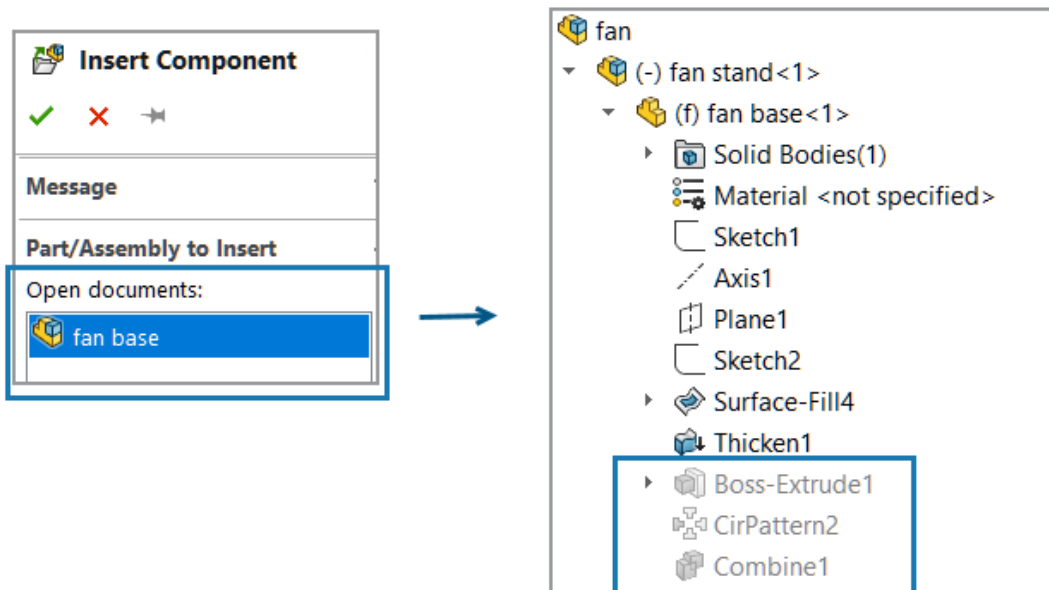 Insert Component
Message
Part/Assembly to Insert
Open documents:
fan base
fan
(-) fan stand<1>
(f) fan base<1>
Solid Bodies(1)
Material <not specified>
Sketch1
Axis1
Plane1
Sketch2
Surface-Fill4
Thicken1
Boss-Extrude1
CirPattern2
Combine1